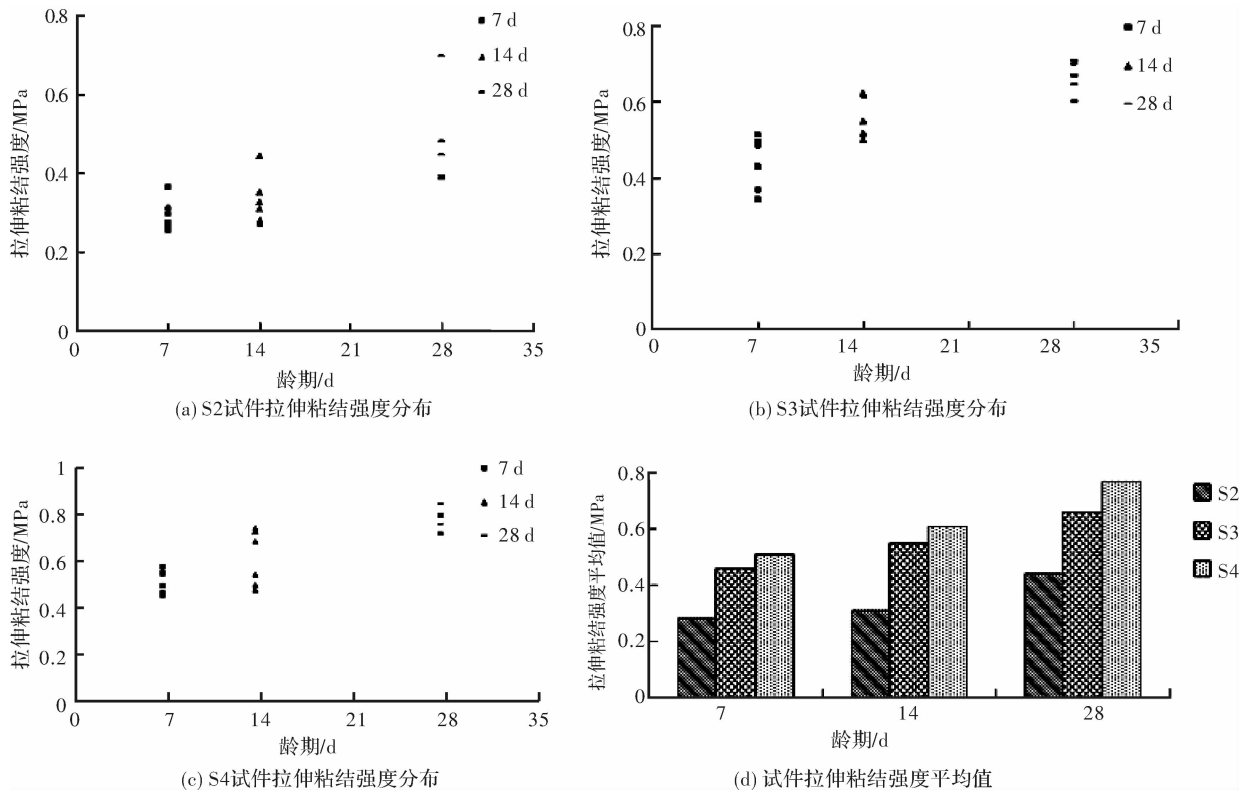 0.8
0.6
0.4
0.2
0
拉伸粘结强度/MPa
7 d
14 d
28 d
0 7 14 21 28 35
龄期/d
(a) S2试件拉伸粘结强度分布
0.8
0.6
0.4
0.2
0
拉伸粘结强度/MPa
7 d
14 d
28 d
0 7 14 21 28 35
龄期/d
(b) S3试件拉伸粘结强度分布
1
0.8
0.6
0.4
0.2
0
拉伸粘结强度/MPa
7 d
14 d
28 d
0 7 14 21 28 35
龄期/d
(c) S4试件拉伸粘结强度分布
0.8
0.6
0.4
0.2
0
拉伸粘结强度平均值/MPa
S2
S3
S4
7 14 28
龄期/d
(d) 试件拉伸粘结强度平均值